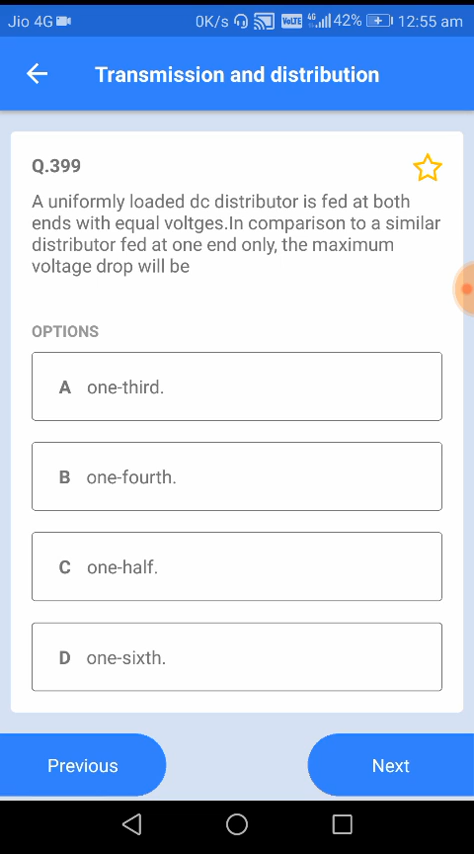 Jio 4G 0K/s VoLTE 4G 42% 12:55 am
Transmission and distribution
Q.399
A uniformly loaded dc distributor is fed at both
ends with equal voltges.In comparison to a similar
distributor fed at one end only, the maximum
voltage drop will be
OPTIONS
A one-third.
B one-fourth.
C one-half.
D one-sixth.
Previous Next